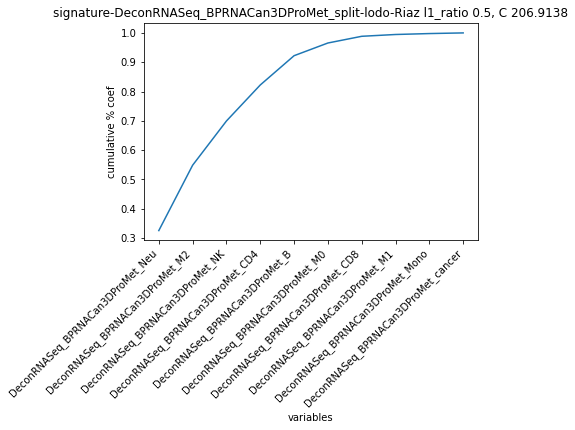 signature-DeconRNASeq_BPRNACan3DProMet_split-lodo-Riaz l1_ratio 0.5, C 206.9138
cumulative % coef
1.0
0.9
0.8
0.7
0.6
0.5
0.4
0.3
DeconRNASeq_BPRNACan3DProMet_Neu
DeconRNASeq_BPRNACan3DProMet_M2
DeconRNASeq_BPRNACan3DProMet_NK
DeconRNASeq_BPRNACan3DProMet_CD4
DeconRNASeq_BPRNACan3DProMet_B
DeconRNASeq_BPRNACan3DProMet_M0
DeconRNASeq_BPRNACan3DProMet_CD8
DeconRNASeq_BPRNACan3DProMet_M1
DeconRNASeq_BPRNACan3DProMet_Mono
DeconRNASeq_BPRNACan3DProMet_cancer
variables